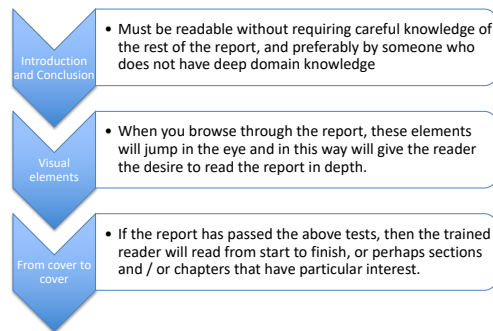 Introduction
and Conclusion
• Must be readable without requiring careful knowledge of
the rest of the report, and preferably by someone who
does not have deep domain knowledge
Visual
elements
• When you browse through the report, these elements
will jump in the eye and in this way will give the reader
the desire to read the report in depth.
From cover to
cover
• If the report has passed the above tests, then the trained
reader will read from start to finish, or perhaps sections
and / or chapters that have particular interest.